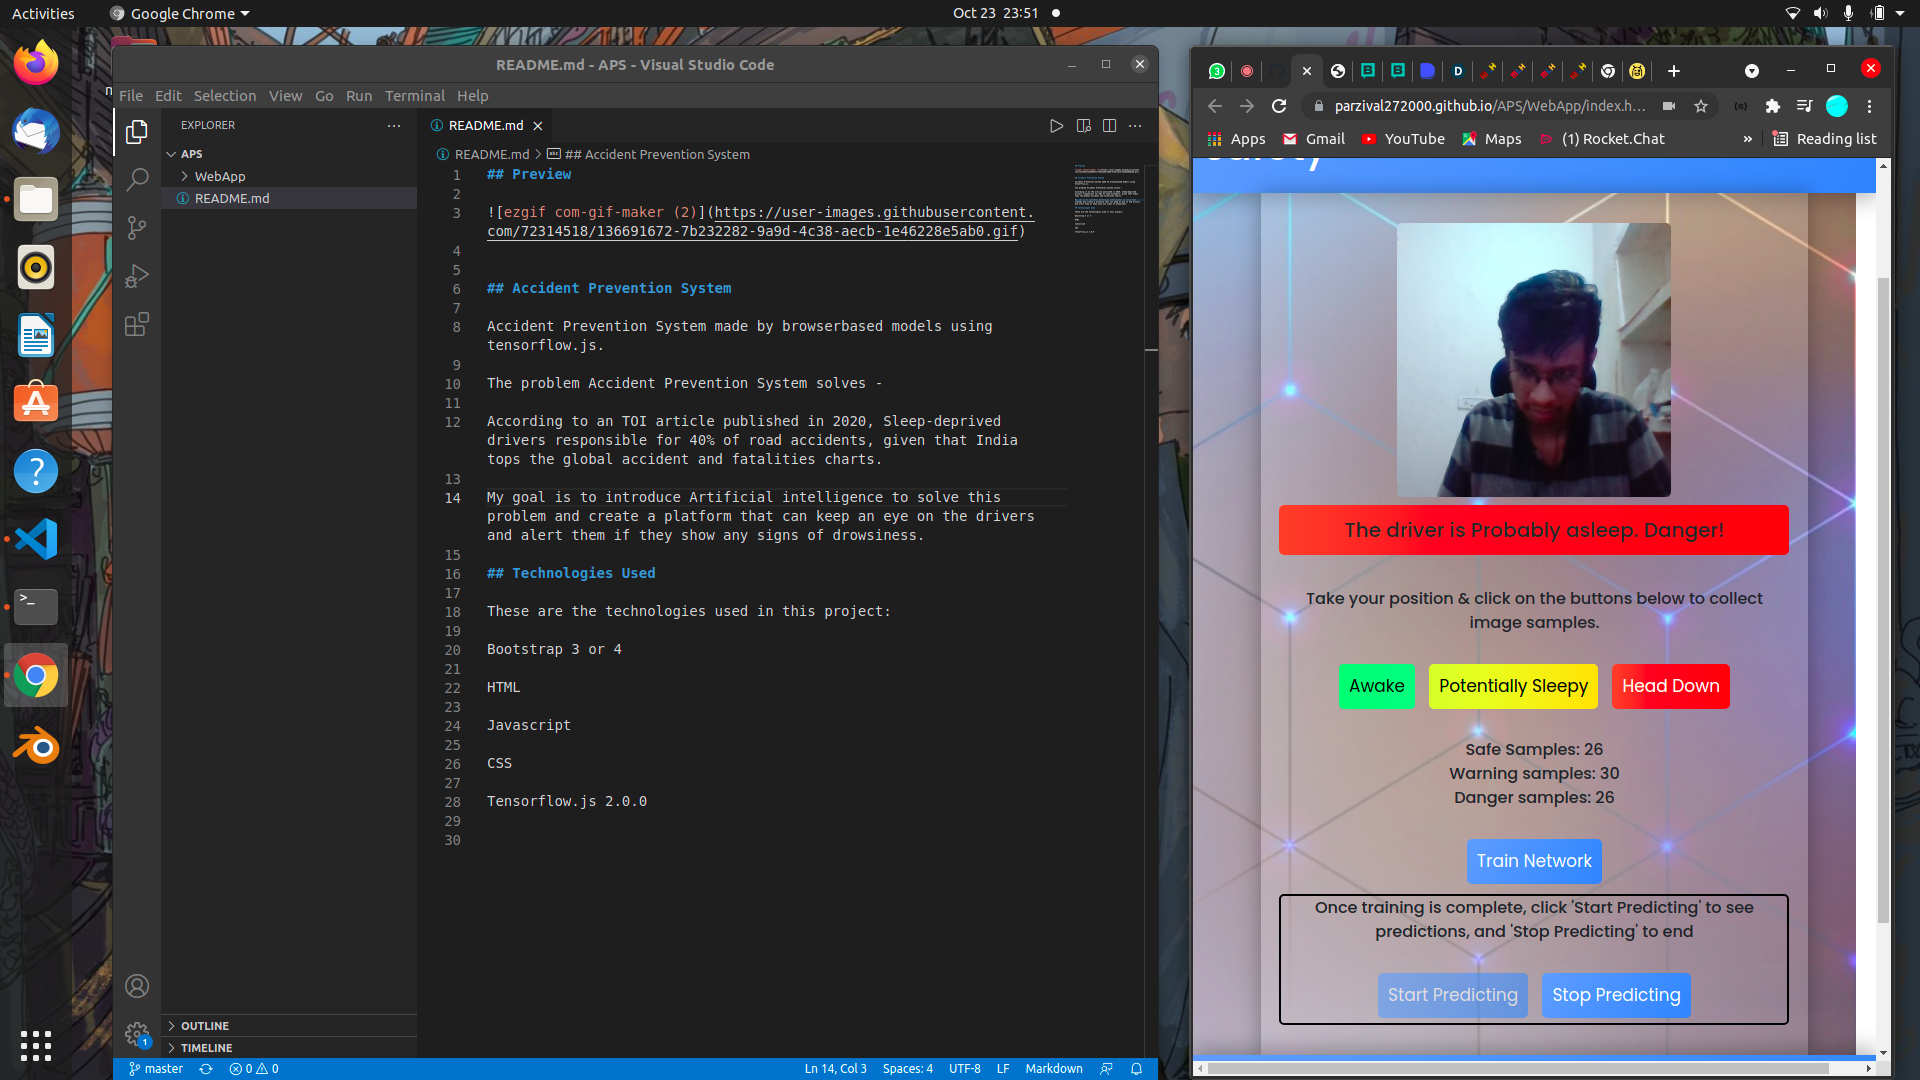 Activities
Google Chrome
Oct 23 23:51
README.md - APS - Visual Studio Code
File Edit Selection View Go Run Terminal Help
EXPLORER
APS
WebApp
README.md
OUTLINE
TIMELINE
README.md
README.md > ## Accident Prevention System
1 ## Preview
2
3 ![ezgif com-gif-maker (2)](https://user-images.githubusercontent.
com/72314518/136691672-7b232282-9a9d-4c38-aecb-1e46228e5ab0.gif)
4
5
6 ## Accident Prevention System
7
8 Accident Prevention System made by browserbased models using
tensorflow.js.
9
10 The problem Accident Prevention System solves -
11
12 According to an TOI article published in 2020, Sleep-deprived
drivers responsible for 40% of road accidents, given that India
tops the global accident and fatalities charts.
13
14 My goal is to introduce Artificial intelligence to solve this
problem and create a platform that can keep an eye on the drivers
and alert them if they show any signs of drowsiness.
15
16 ## Technologies Used
17
18 These are the technologies used in this project:
19
20 Bootstrap 3 or 4
21
22 HTML
23
24 Javascript
25
26 CSS
27
28 Tensorflow.js 2.0.0
29
30
1
master
0 0
Ln 14, Col 3 Spaces: 4 UTF-8 LF Markdown
parzival272000.github.io/APS/WebApp/index.h...
Apps Gmail YouTube Maps (1) Rocket.Chat » Reading list
The driver is Probably asleep. Danger!
Take your position & click on the buttons below to collect
image samples.
Awake Potentially Sleepy Head Down
Safe Samples: 26
Warning samples: 30
Danger samples: 26
Train Network
Once training is complete, click 'Start Predicting' to see
predictions, and 'Stop Predicting' to end
Start Predicting Stop Predicting